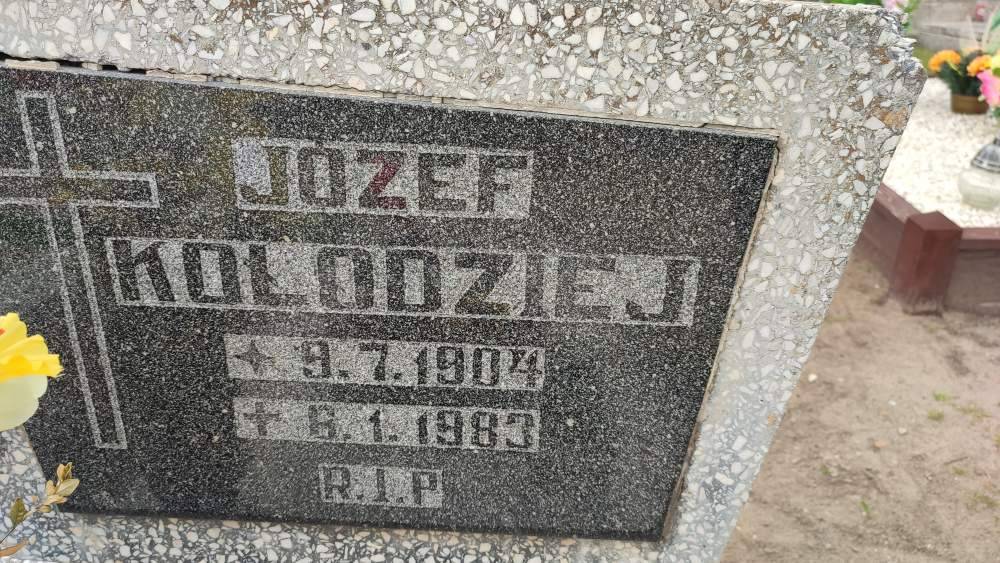 JOZEF
KOŁODZIEJ
9.7.1904
6.1.1983
R.I.P